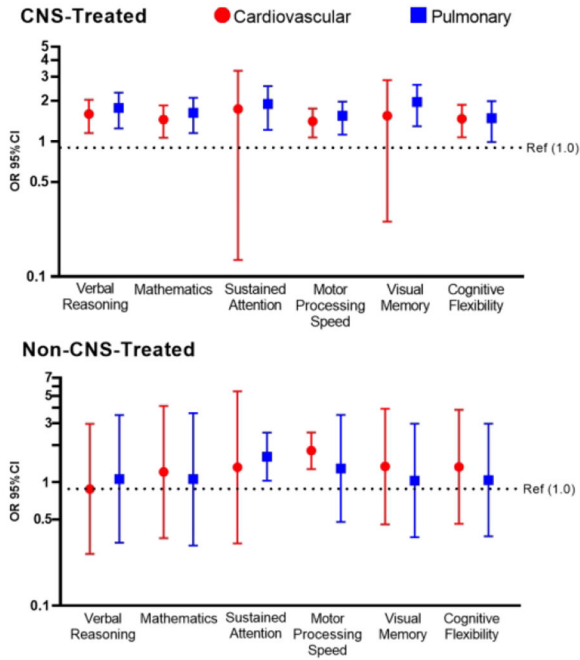 CNS-Treated
Cardiovascular
Pulmonary
5
3
2
1
0.5
0.1
OR 95%CI
Ref (1.0)
Verbal
Reasoning
Mathematics
Sustained
Attention
Motor
Processing
Speed
Visual
Memory
Cognitive
Flexibility
Non-CNS-Treated
7
5
3
1
0.5
0.1
OR 95%CI
Ref (1.0)
Verbal
Reasoning
Mathematics
Sustained
Attention
Motor
Processing
Speed
Visual
Memory
Cognitive
Flexibility